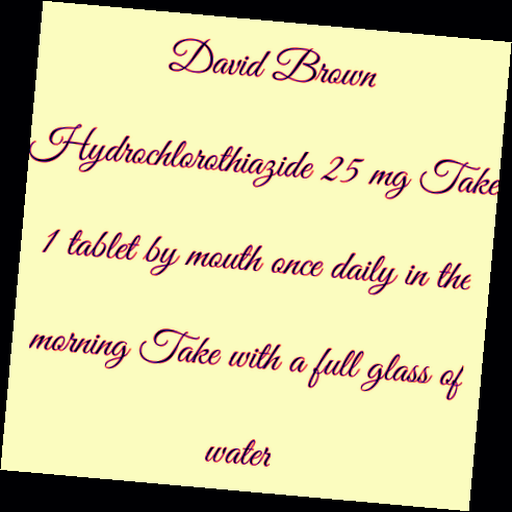 David Brown
Hydrochlorothiazide 25 mg Take
1 tablet by mouth once daily in the
morning Take with a full glass of
water